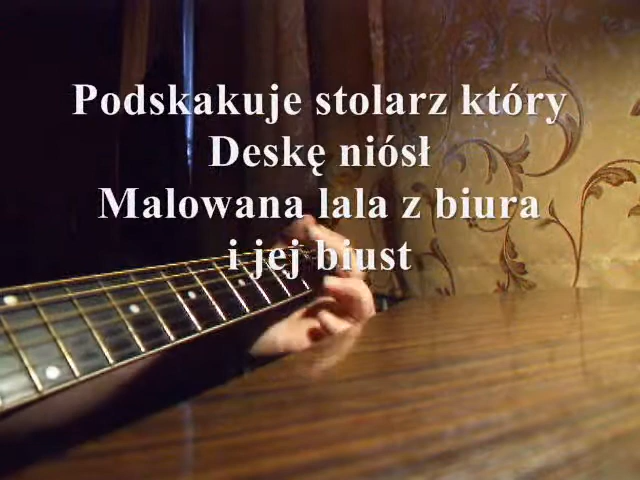 Podskakuje stolarz który
Deskę niósł
Malowana lala z biura
i jej biust